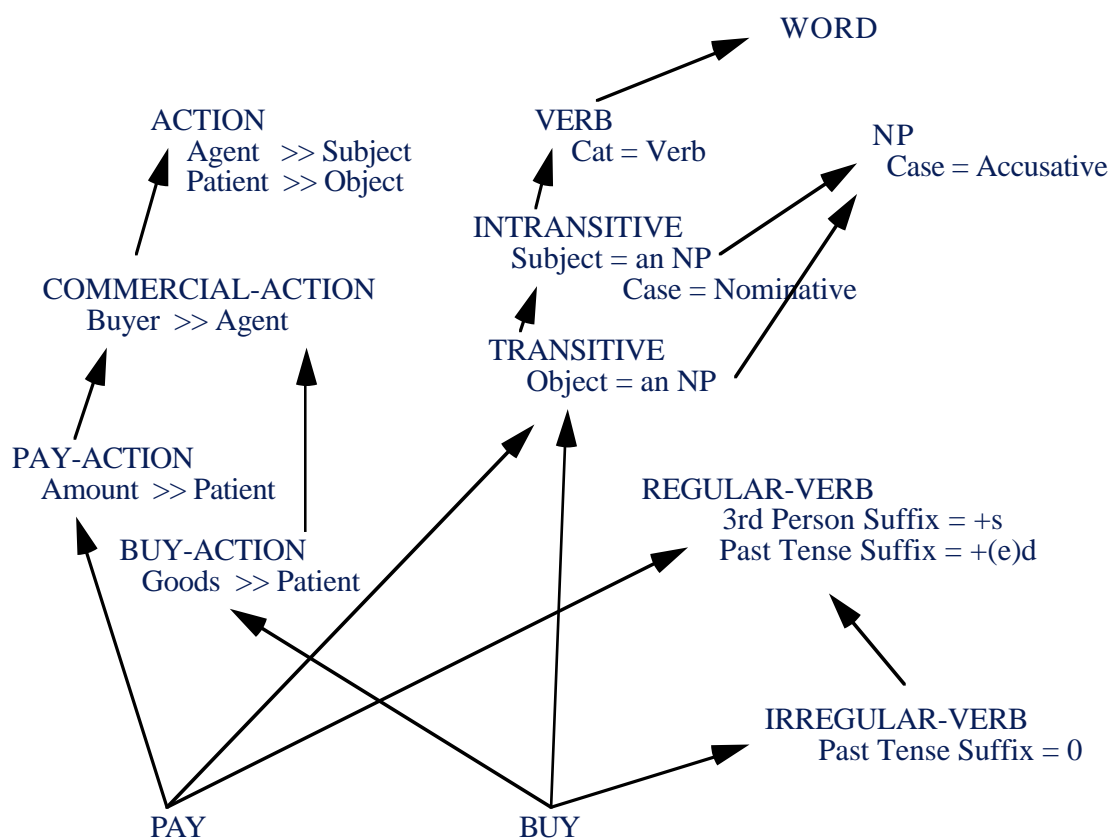 WORD
ACTION
Agent >> Subject
Patient >> Object
VERB
Cat = Verb
NP
Case = Accusative
INTRANSITIVE
Subject = an NP
Case = Nominative
COMMERCIAL-ACTION
Buyer >> Agent
TRANSITIVE
Object = an NP
PAY-ACTION
Amount >> Patient
REGULAR-VERB
3rd Person Suffix = +s
Past Tense Suffix = +(e)d
BUY-ACTION
Goods >> Patient
IRREGULAR-VERB
Past Tense Suffix = 0
PAY
BUY